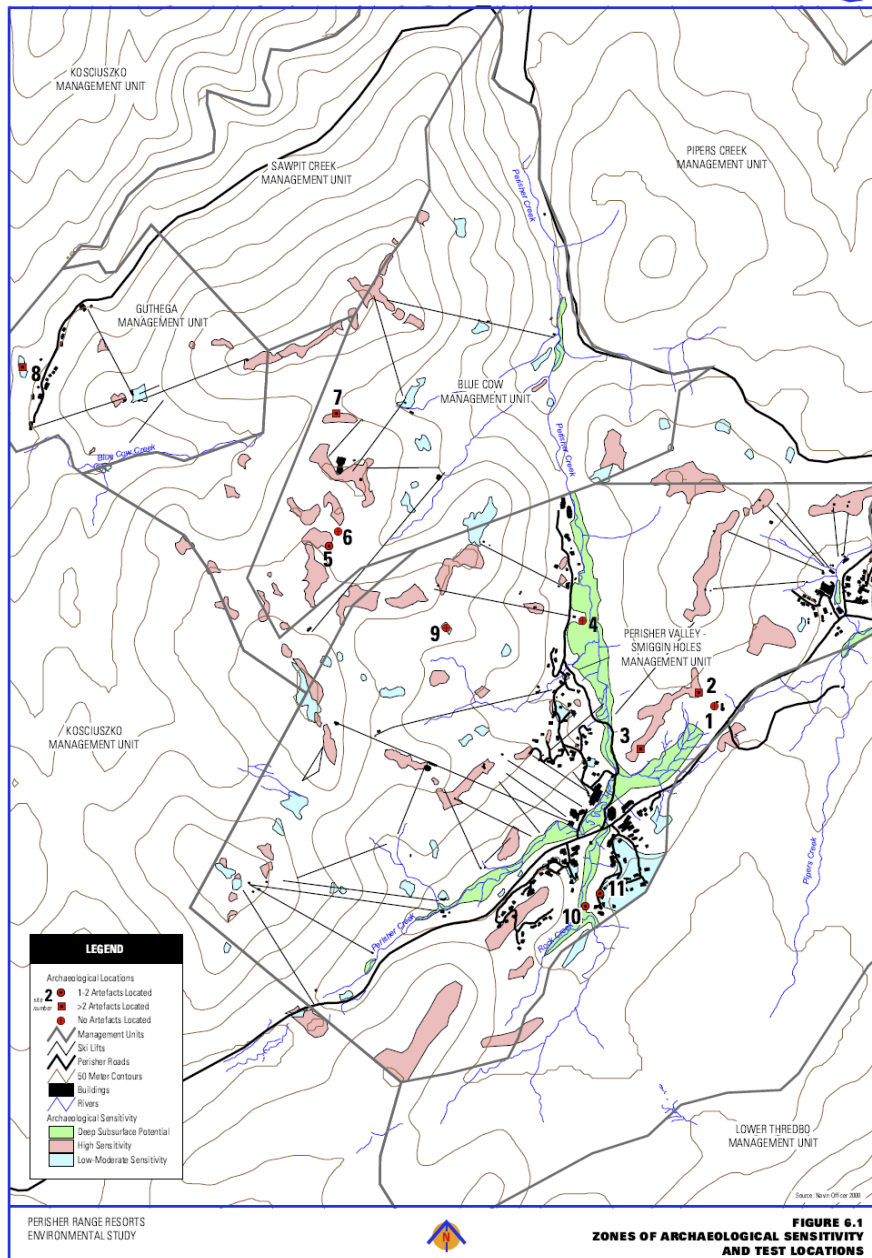 KOSCIUSZKO
MANAGEMENT UNIT
PIPERS CREEK
MANAGEMENT UNIT
SAWPIT CREEK
MANAGEMENT UNIT
Perisher Creek
GUTHEGA
MANAGEMENT UNIT
8
BLUE COW
MANAGEMENT UNIT
7
Perisher Creek
Blue Cow Creek
6
5
9
4
PERISHER VALLEY -
SMIGGIN HOLES
MANAGEMENT UNIT
2
1
3
KOSCIUSZKO
MANAGEMENT UNIT
Pipers Creek
11
10
Perisher Creek
Rock Creek
LEGEND
Archaeological Locations
site 2 number
1-2 Artefacts Located
>2 Artefacts Located
No Artefacts Located
Management Units
Ski Lifts
Perisher Roads
50 Meter Contours
Buildings
Rivers
Archaeological Sensitivity
Deep Subsurface Potential
High Sensitivity
Low-Moderate Sensitivity
LOWER THREDBO
MANAGEMENT UNIT
Source: Navin Officer 2000
PERISHER RANGE RESORTS
ENVIRONMENTAL STUDY
N
FIGURE 6.1
ZONES OF ARCHAEOLOGICAL SENSITIVITY
AND TEST LOCATIONS